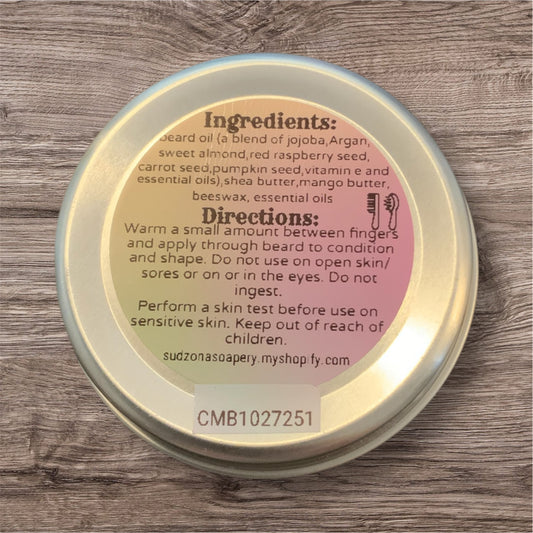 Ingredients:
beard oil (a blend of jojoba,Argan,
sweet almond,red raspberry seed,
carrot seed,pumpkin seed,vitamin e and
essential oils),shea butter,mango butter,
beeswax, essential oils
Directions:
Warm a small amount between fingers
and apply through beard to condition
and shape. Do not use on open skin/
sores or on or in the eyes. Do not
ingest.
Perform a skin test before use on
sensitive skin. Keep out of reach of
children.
sudzonasoapery.myshopify.com
CMB1027251